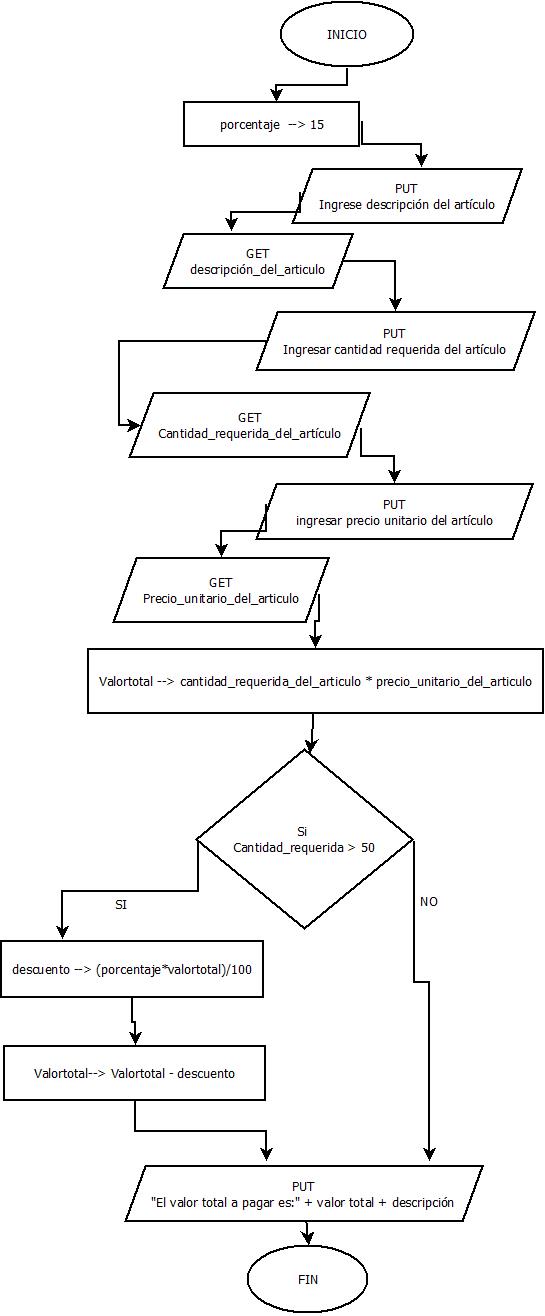 INICIO
porcentaje --> 15
PUT
Ingrese descripción del artículo
GET
descripción_del_articulo
PUT
Ingresar cantidad requerida del artículo
GET
Cantidad_requerida_del_artículo
PUT
ingresar precio unitario del artículo
GET
Precio_unitario_del_articulo
Valortotal --> cantidad_requerida_del_articulo * precio_unitario_del_articulo
Si
Cantidad_requerida > 50
SI
NO
descuento --> (porcentaje*valortotal)/100
Valortotal--> Valortotal - descuento
PUT
"El valor total a pagar es:" + valor total + descripción
FIN